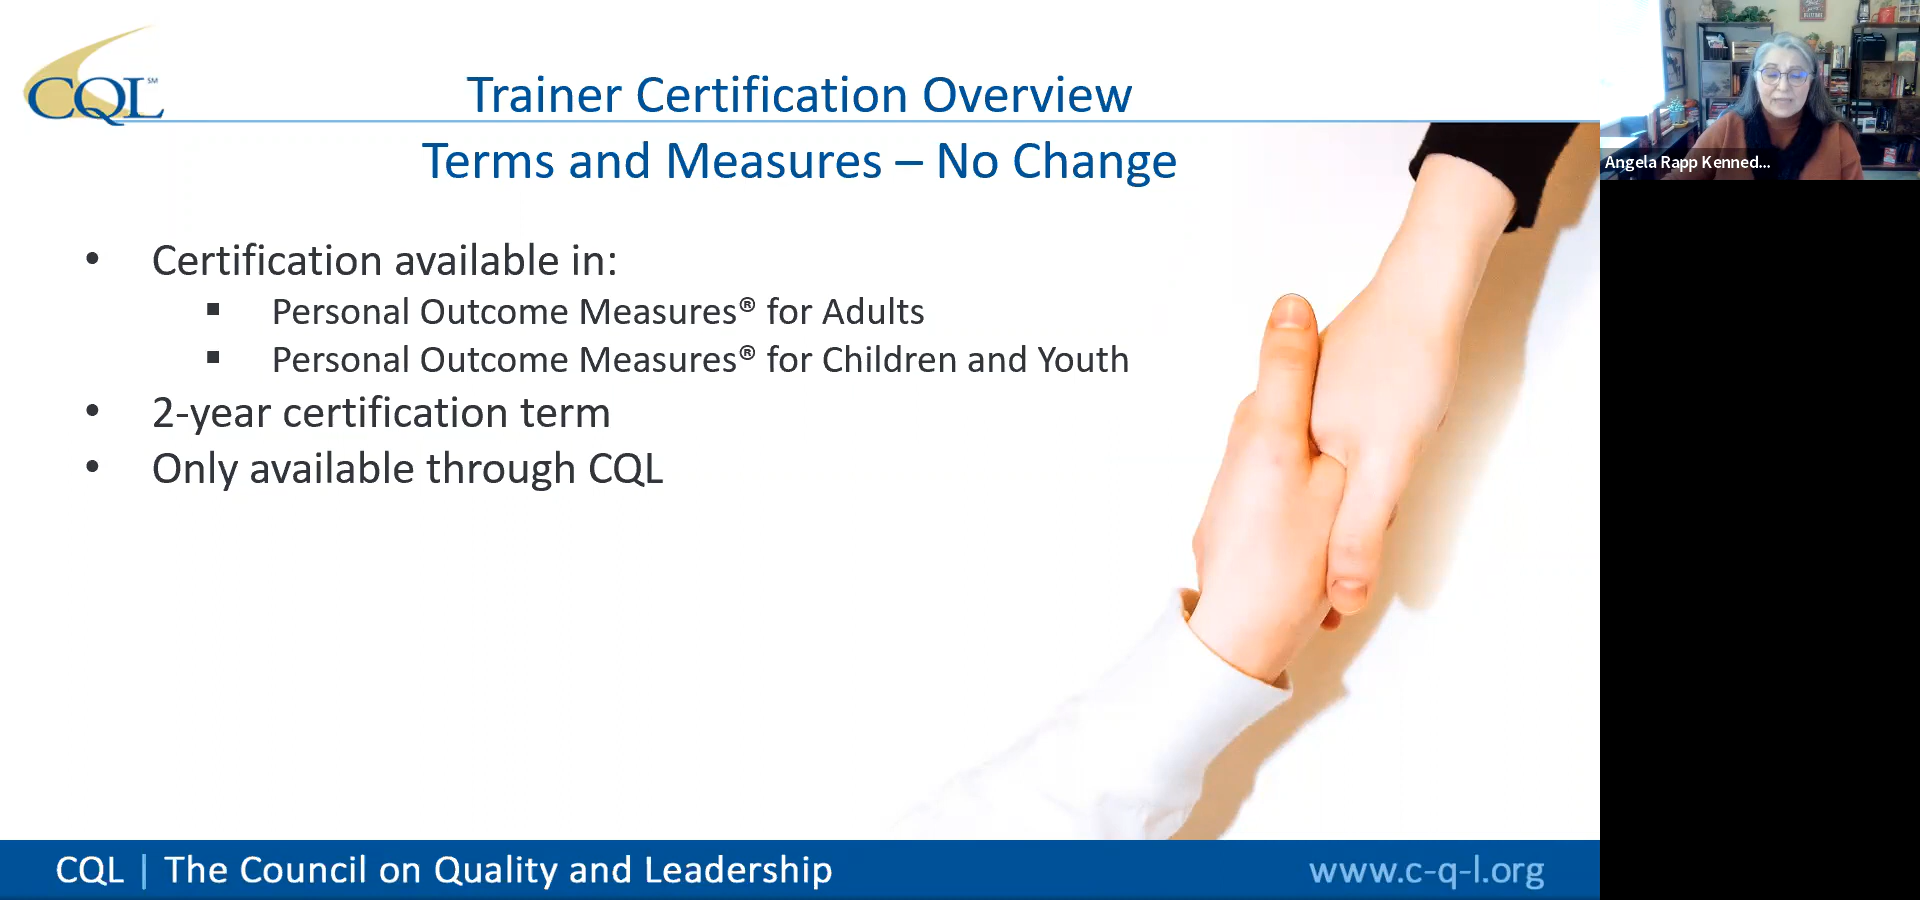 CQL SM
Trainer Certification Overview
Terms and Measures – No Change
• Certification available in:
▪ Personal Outcome Measures® for Adults
▪ Personal Outcome Measures® for Children and Youth
• 2-year certification term
• Only available through CQL
Angela Rapp Kenned...
CQL | The Council on Quality and Leadership
www.c-q-l.org